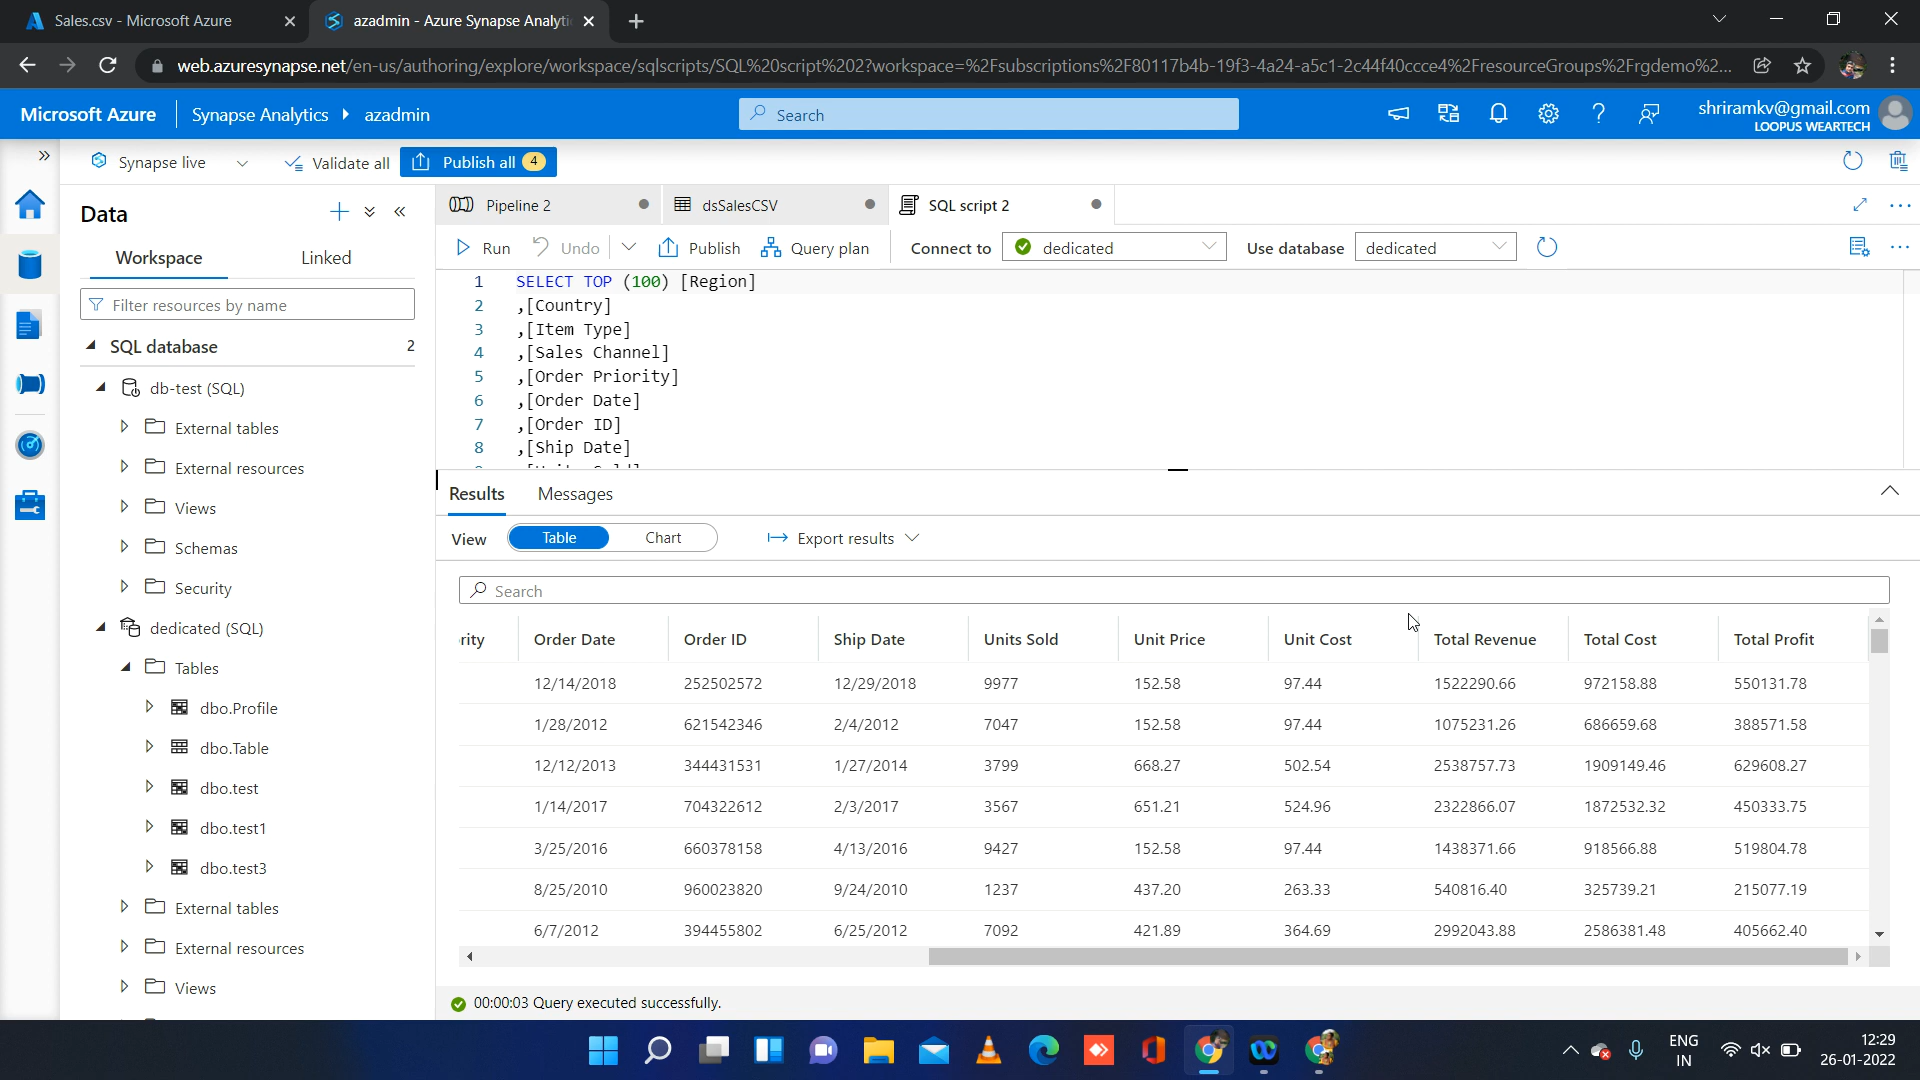 Sales.csv - Microsoft Azure
azadmin - Azure Synapse Analyti
web.azuresynapse.net/en-us/authoring/explore/workspace/sqlscripts/SQL%20script%202?workspace=%2Fsubscriptions%2F80117b4b-19f3-4a24-a5c1-2c44f40ccce4%2FresourceGroups%2Frgdemo%2...
Microsoft Azure
Synapse Analytics
azadmin
Search
shriramkv@gmail.com
LOOPUS WEARTECH
Synapse live
Validate all
Publish all 4
Data
Workspace
Linked
Filter resources by name
SQL database 2
db-test (SQL)
External tables
External resources
Views
Schemas
Security
dedicated (SQL)
Tables
dbo.Profile
dbo.Table
dbo.test
dbo.test1
dbo.test3
External tables
External resources
Views
Pipeline 2
dsSalesCSV
SQL script 2
Run
Undo
Publish
Query plan
Connect to
dedicated
Use database
dedicated
1 SELECT TOP (100) [Region]
2 ,[Country]
3 ,[Item Type]
4 ,[Sales Channel]
5 ,[Order Priority]
6 ,[Order Date]
7 ,[Order ID]
8 ,[Ship Date]
Results
Messages
View
Table
Chart
Export results
Search
rity Order Date Order ID Ship Date Units Sold Unit Price Unit Cost Total Revenue Total Cost Total Profit
12/14/2018 252502572 12/29/2018 9977 152.58 97.44 1522290.66 972158.88 550131.78
1/28/2012 621542346 2/4/2012 7047 152.58 97.44 1075231.26 686659.68 388571.58
12/12/2013 344431531 1/27/2014 3799 668.27 502.54 2538757.73 1909149.46 629608.27
1/14/2017 704322612 2/3/2017 3567 651.21 524.96 2322866.07 1872532.32 450333.75
3/25/2016 660378158 4/13/2016 9427 152.58 97.44 1438371.66 918566.88 519804.78
8/25/2010 960023820 9/24/2010 1237 437.20 263.33 540816.40 325739.21 215077.19
6/7/2012 394455802 6/25/2012 7092 421.89 364.69 2992043.88 2586381.48 405662.40
00:00:03 Query executed successfully.
ENG
IN
12:29
26-01-2022